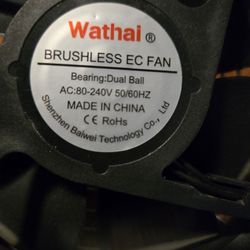 Wathai ®
BRUSHLESS EC FAN
Bearing:Dual Ball
AC:80-240V 50/60HZ
MADE IN CHINA
CE RoHs
Shenzhen Baiwei Technology Co., Ltd